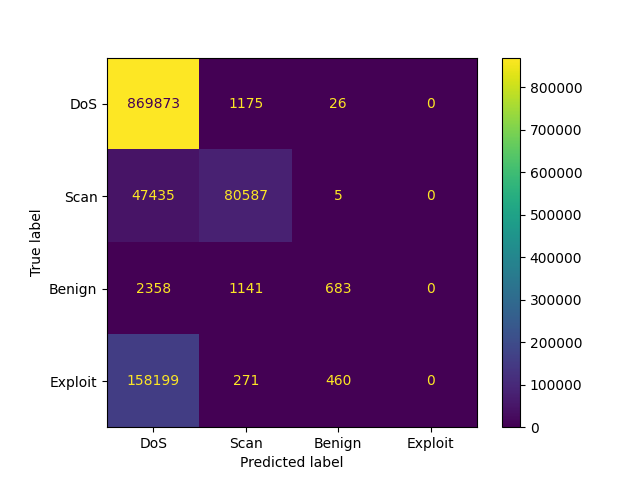 DoS 869873 1175 26 0
Scan 47435 80587 5 0
Benign 2358 1141 683 0
Exploit 158199 271 460 0
DoS Scan Benign Exploit
Predicted label
True label
800000
700000
600000
500000
400000
300000
200000
100000
0